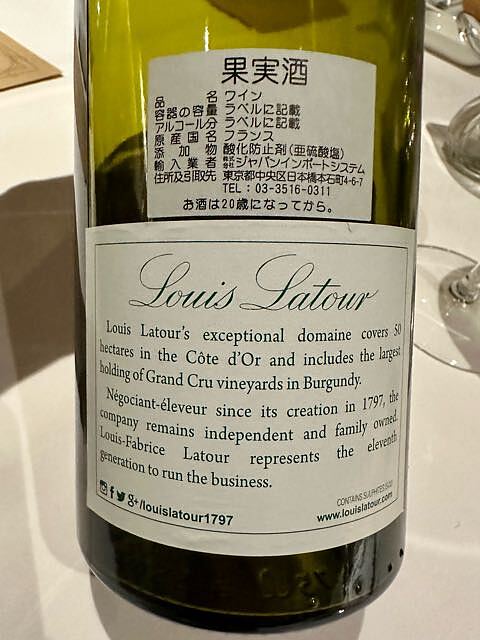 果実酒
品名 ワイン
容器の容量 ラベルに記載
アルコール分 ラベルに記載
原産国名 フランス
添加物 酸化防止剤(亜硫酸塩)
輸入業者 株式会社ジャパンインポートシステム
住所及引取先 東京都中央区日本橋本石町4-6-7
TEL:03-3516-0311
お酒は20歳になってから。
Louis Latour
Louis Latour's exceptional domaine covers 50
hectares in the Côte d'Or and includes the largest
holding of Grand Cru vineyards in Burgundy.
Négociant-éleveur since its creation in 1797, the
company remains independent and family owned.
Louis-Fabrice Latour represents the eleventh
generation to run the business.
CONTAINS SULPHITES
g+/louislatour1797
www.louislatour.com